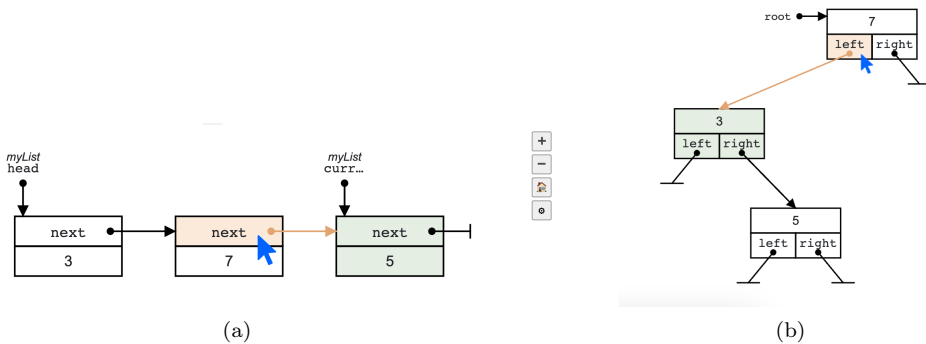 myList
head
myList
curr…
next
next
next
3
7
5
+
−
(a)
root
7
left
right
3
left
right
5
left
right
(b)